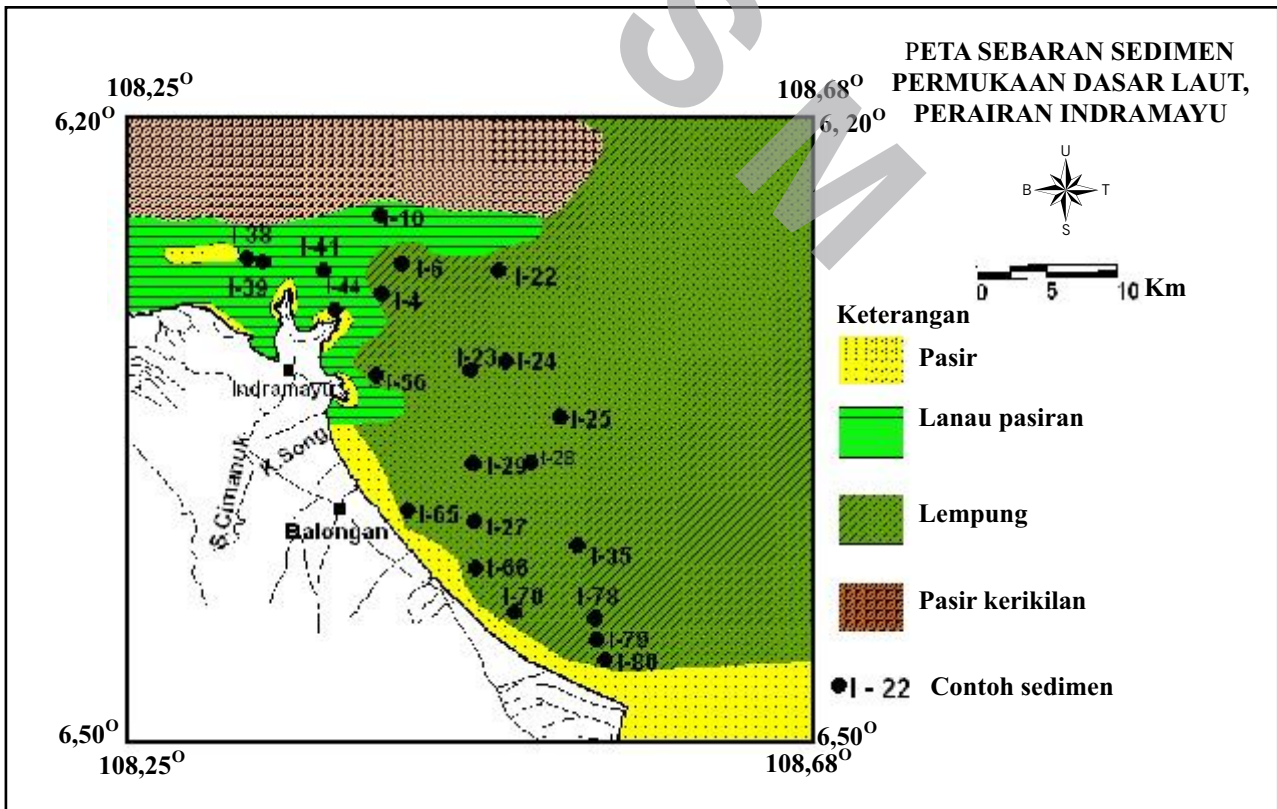 PETA SEBARAN SEDIMEN
PERMUKAAN DASAR LAUT,
PERAIRAN INDRAMAYU
U
B T
S
0 5 10 Km
Keterangan
Pasir
Lanau pasiran
Lempung
Pasir kerikilan
I - 22 Contoh sedimen
108,25O
108,68O
6,20O
6, 20O
I-10
I-38
I-41
I-6
I-22
I-39
I-44
I-4
I-23
I-24
Indramayu
I-56
I-25
K.Song
I-29
I-28
S.Cimanuk
I-65
I-27
Balongan
I-35
I-66
I-70
I-78
I-79
I-80
6,50O
6,50O
108,25O
108,68O
S
M